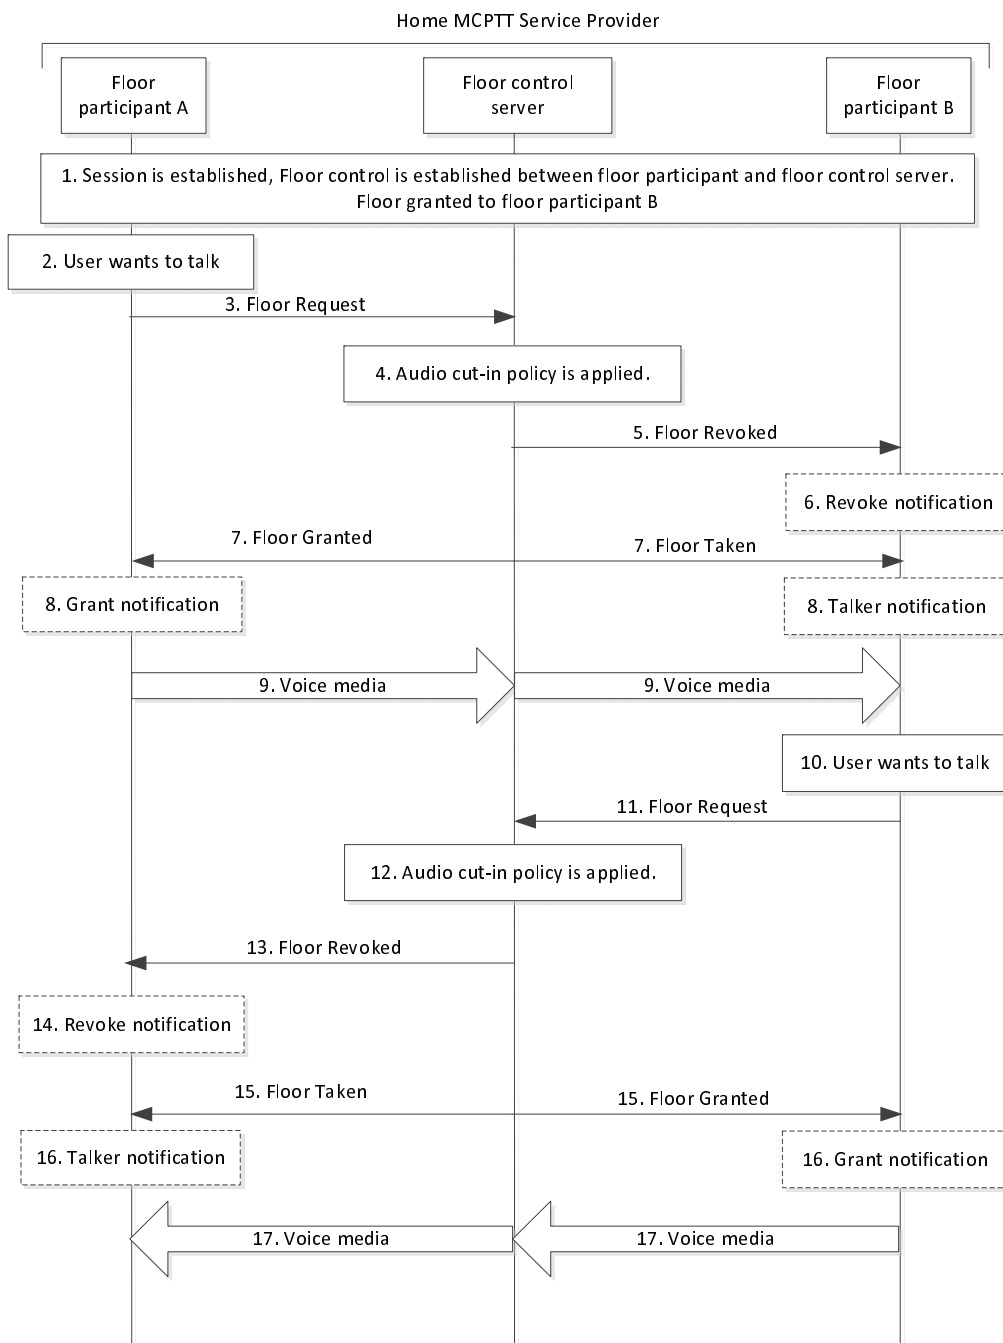 Home MCPTT Service Provider
Floor
participant A
Floor control
server
Floor
participant B
1. Session is established, Floor control is established between floor participant and floor control server.
Floor granted to floor participant B
2. User wants to talk
3. Floor Request
4. Audio cut-in policy is applied.
5. Floor Revoked
6. Revoke notification
7. Floor Granted
7. Floor Taken
8. Grant notification
8. Talker notification
9. Voice media
9. Voice media
10. User wants to talk
11. Floor Request
12. Audio cut-in policy is applied.
13. Floor Revoked
14. Revoke notification
15. Floor Taken
15. Floor Granted
16. Talker notification
16. Grant notification
17. Voice media
17. Voice media